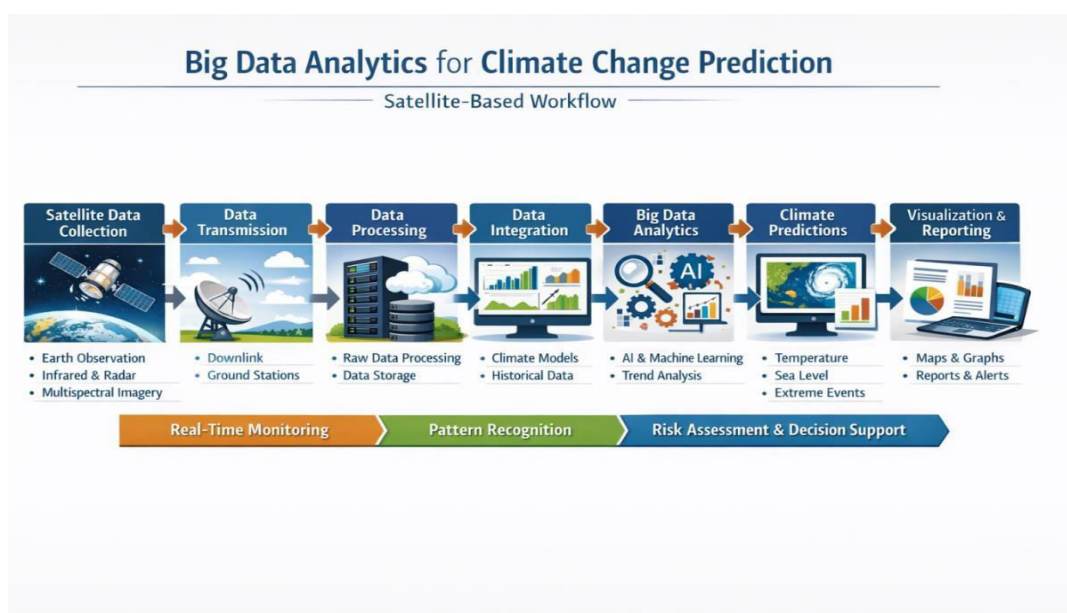 Big Data Analytics for Climate Change Prediction
Satellite-Based Workflow
Satellite Data
Collection
Data
Transmission
Data
Processing
Data
Integration
Big Data
Analytics
Climate
Predictions
Visualization &
Reporting
AI
• Earth Observation
• Infrared & Radar
• Multispectral Imagery
• Downlink
• Ground Stations
• Raw Data Processing
• Data Storage
• Climate Models
• Historical Data
• AI & Machine Learning
• Trend Analysis
• Temperature
• Sea Level
• Extreme Events
• Maps & Graphs
• Reports & Alerts
Real-Time Monitoring
Pattern Recognition
Risk Assessment & Decision Support